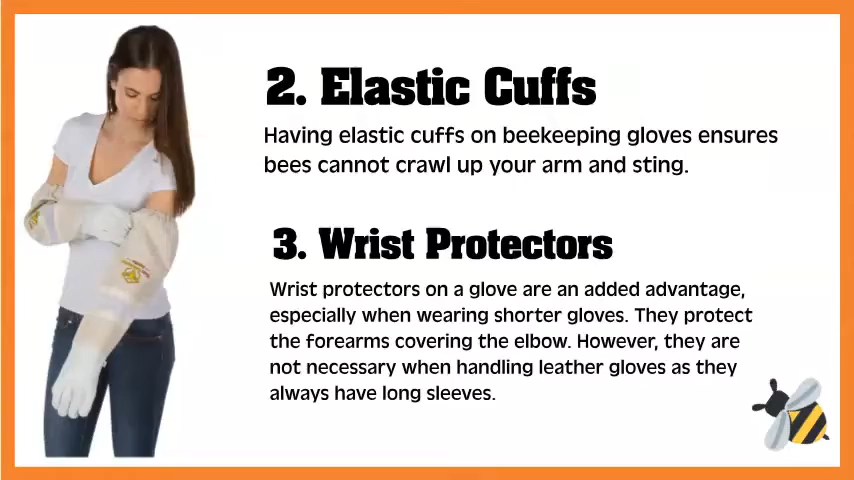 2. Elastic Cuffs
Having elastic cuffs on beekeeping gloves ensures
bees cannot crawl up your arm and sting.
3. Wrist Protectors
Wrist protectors on a glove are an added advantage,
especially when wearing shorter gloves. They protect
the forearms covering the elbow. However, they are
not necessary when handling leather gloves as they
always have long sleeves.